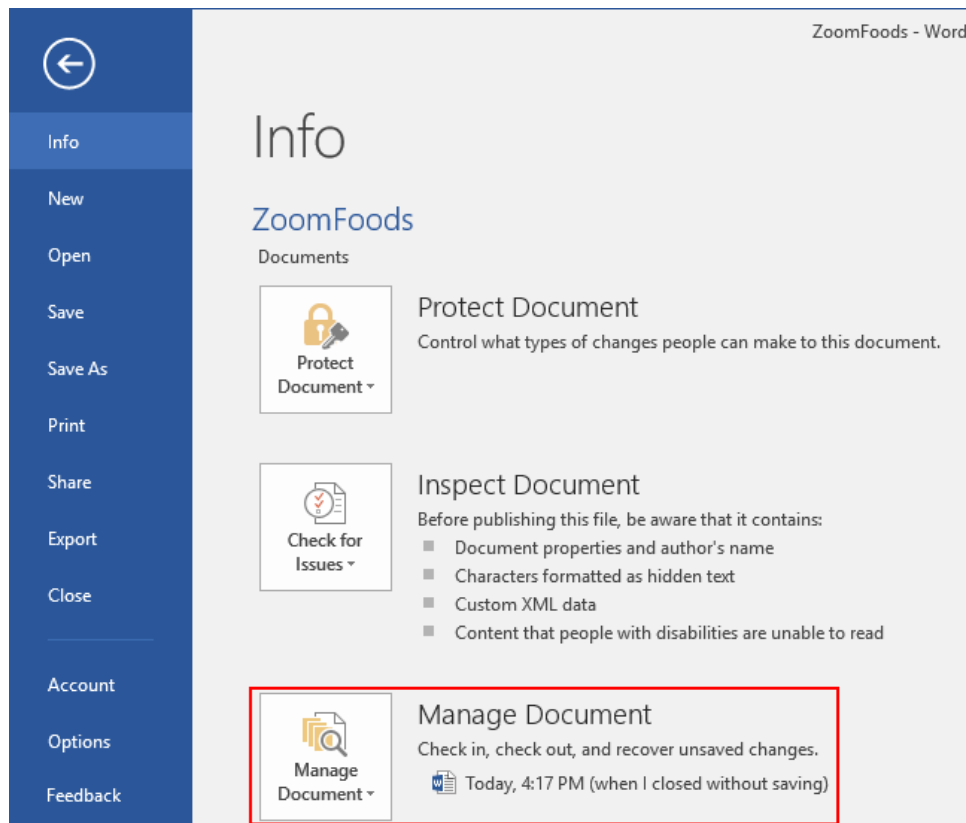 ZoomFoods - Word
Info
New
Open
Save
Save As
Print
Share
Export
Close
Account
Options
Feedback
Info
ZoomFoods
Documents
Protect
Document
Protect Document
Control what types of changes people can make to this document.
Check for
Issues
Inspect Document
Before publishing this file, be aware that it contains:
Document properties and author's name
Characters formatted as hidden text
Custom XML data
Content that people with disabilities are unable to read
Manage
Document
Manage Document
Check in, check out, and recover unsaved changes.
Today, 4:17 PM (when I closed without saving)